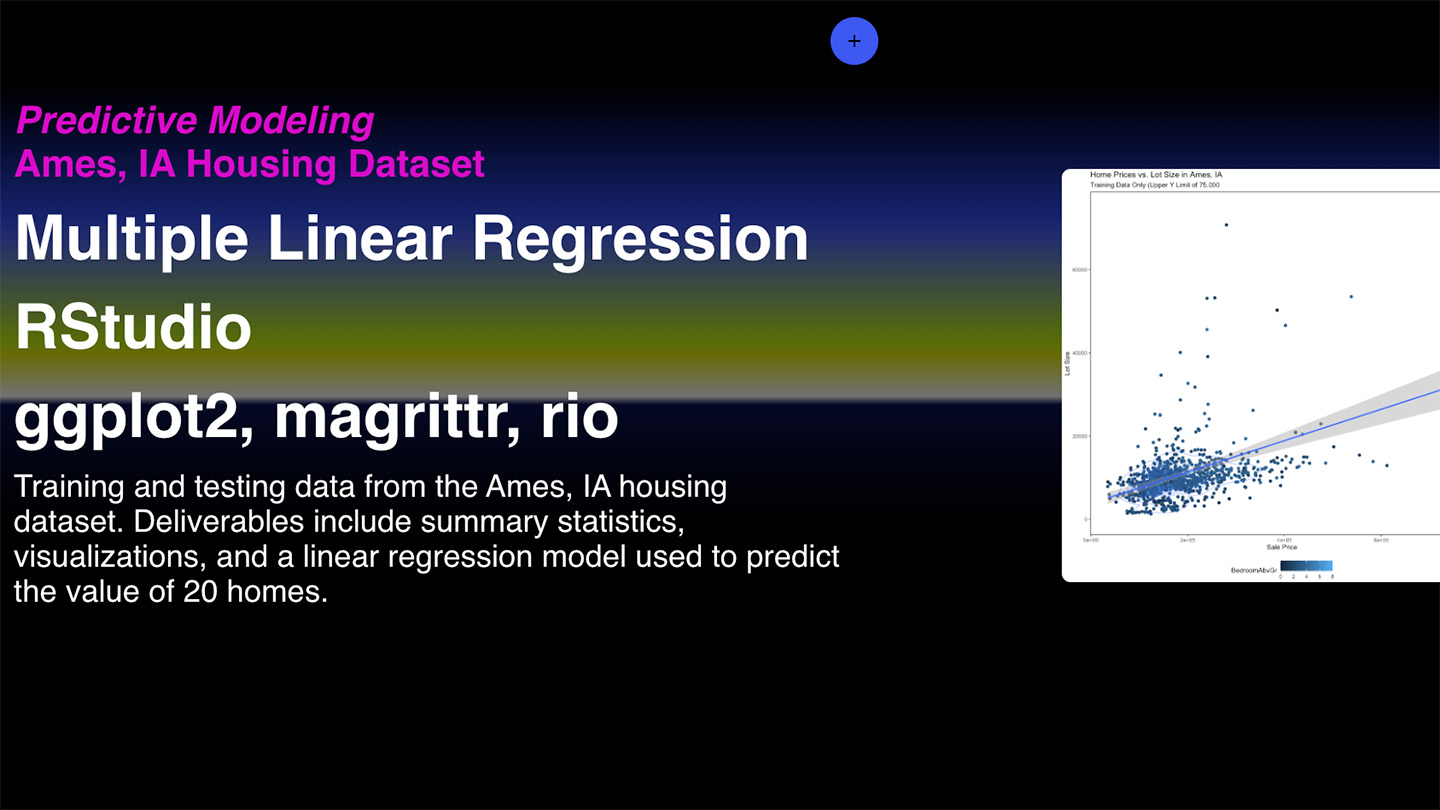 +
Predictive Modeling
Ames, IA Housing Dataset
Multiple Linear Regression
RStudio
ggplot2, magrittr, rio
Training and testing data from the Ames, IA housing
dataset. Deliverables include summary statistics,
visualizations, and a linear regression model used to predict
the value of 20 homes.
Home Prices vs. Lot Size in Ames, IA
Training Data Only (Upper Y Limit of 75,000
60000
40000
20000
0
Lot Size
0e+00 2e+05 4e+05 6e+05
Sale Price
BedroomAbvGr
0 2 4 6 8